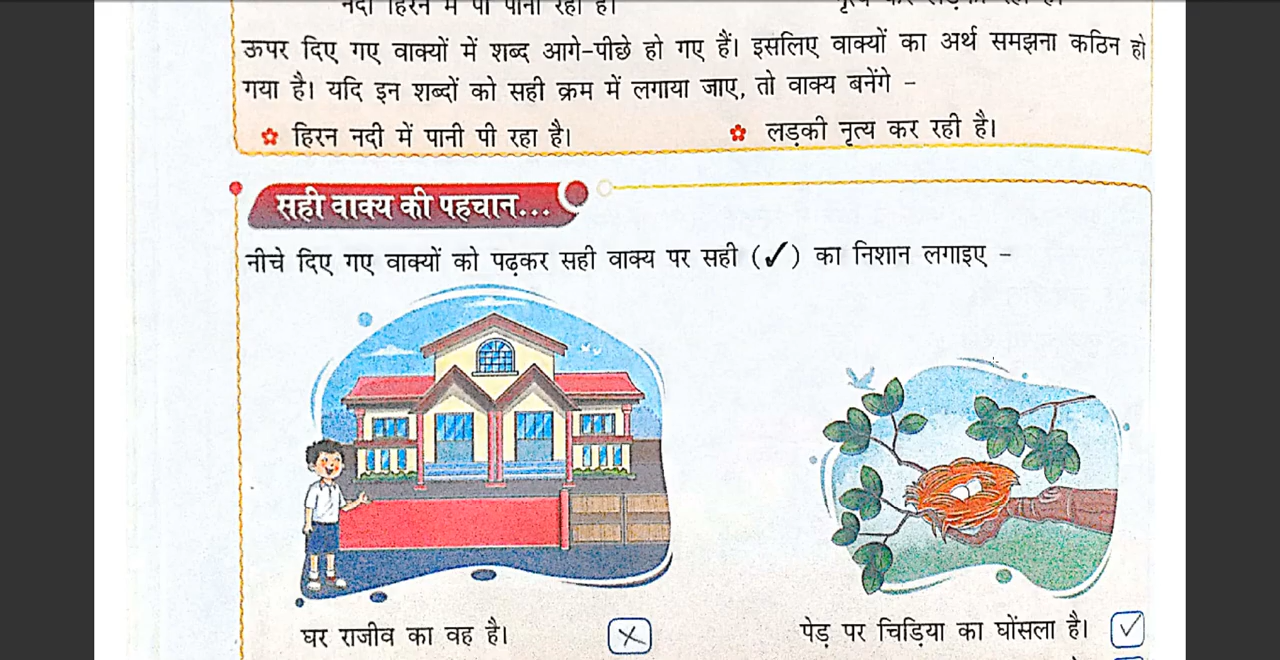 ऊपर दिए गए वाक्यों में शब्द आगे-पीछे हो गए हैं। इसलिए वाक्यों का अर्थ समझना कठिन हो
गया है। यदि इन शब्दों को सही क्रम में लगाया जाए, तो वाक्य बनेंगे -
हिरन नदी में पानी पी रहा है।
लड़की नृत्य कर रही है।
सही वाक्य की पहचान...
नीचे दिए गए वाक्यों को पढ़कर सही वाक्य पर सही (✓) का निशान लगाइए -
घर राजीव का वह है।
पेड़ पर चिड़िया का घोंसला है।